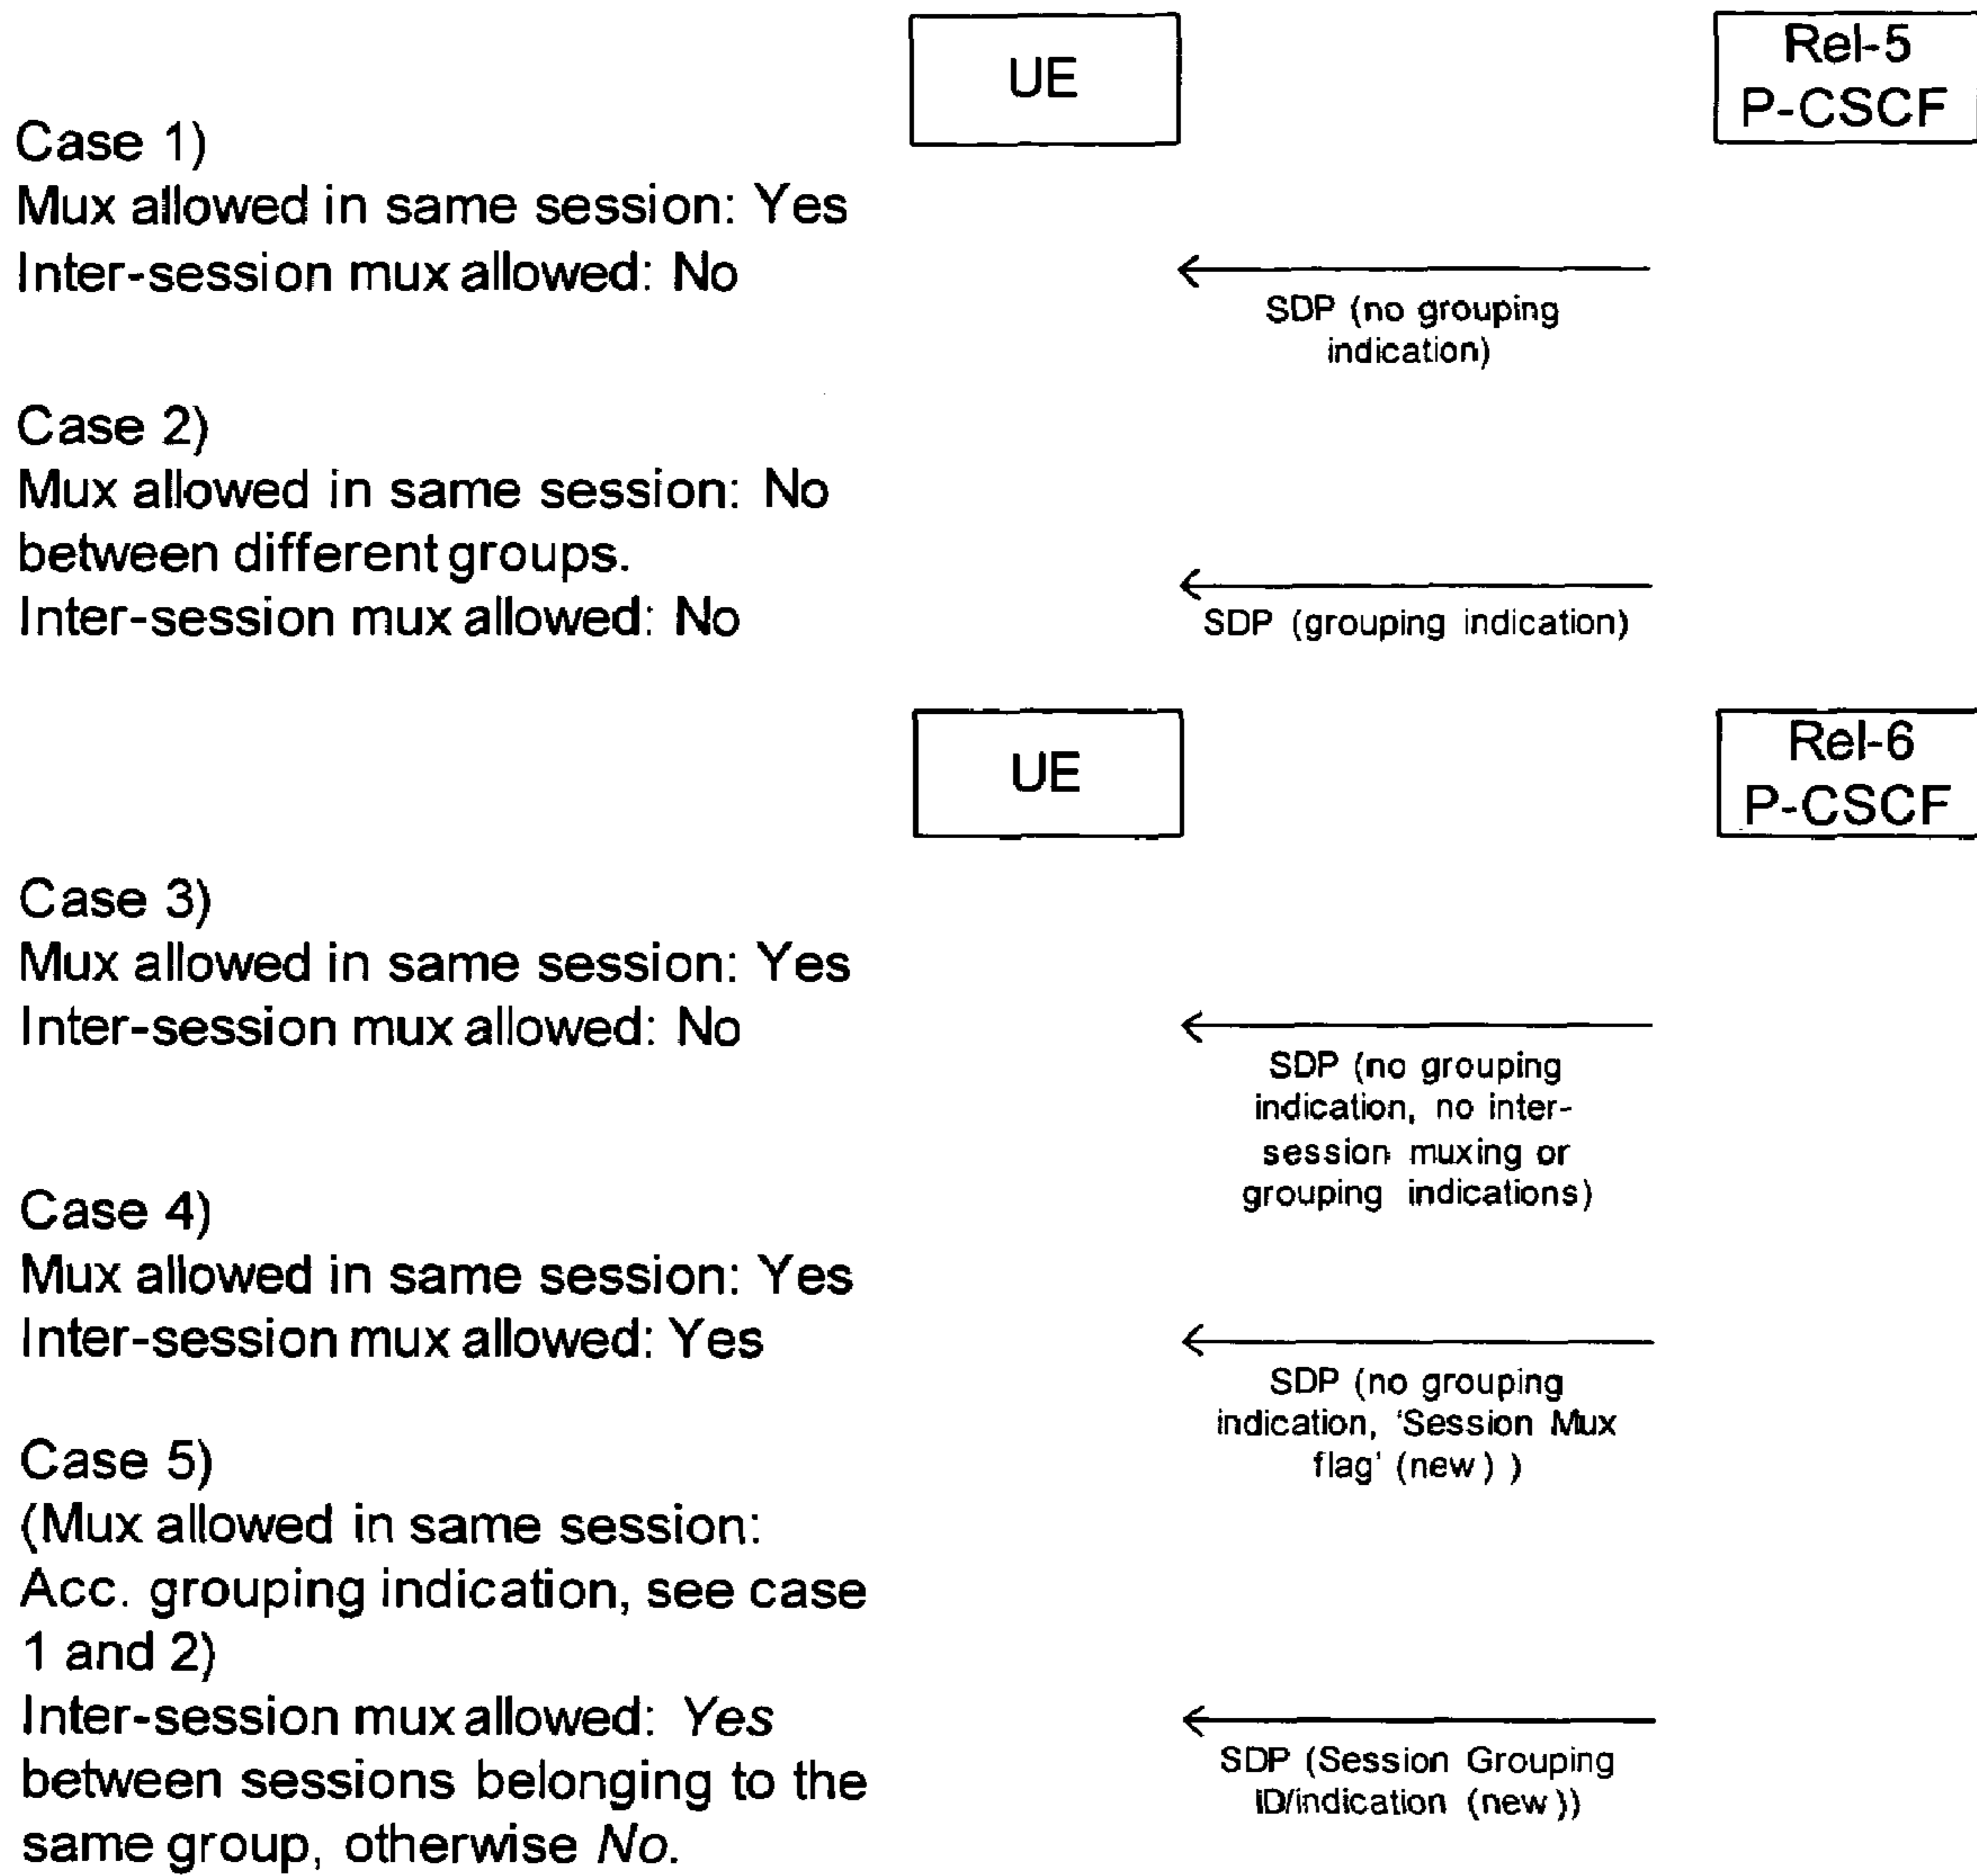 UE
Rel-5
P-CSCF
Case 1)
Mux allowed in same session: Yes
Inter-session mux allowed: No
SDP (no grouping
indication)
Case 2)
Mux allowed in same session: No
between different groups.
Inter-session mux allowed: No
SDP (grouping indication)
UE
Rel-6
P-CSCF
Case 3)
Mux allowed in same session: Yes
Inter-session mux allowed: No
SDP (no grouping
indication, no inter-
session muxing or
grouping indications)
Case 4)
Mux allowed in same session: Yes
Inter-session mux allowed: Yes
SDP (no grouping
indication, ‘Session Mux
flag’ (new) )
Case 5)
(Mux allowed in same session:
Acc. grouping indication, see case
1 and 2)
Inter-session mux allowed: Yes
between sessions belonging to the
same group, otherwise No.
SDP (Session Grouping
ID/indication (new))